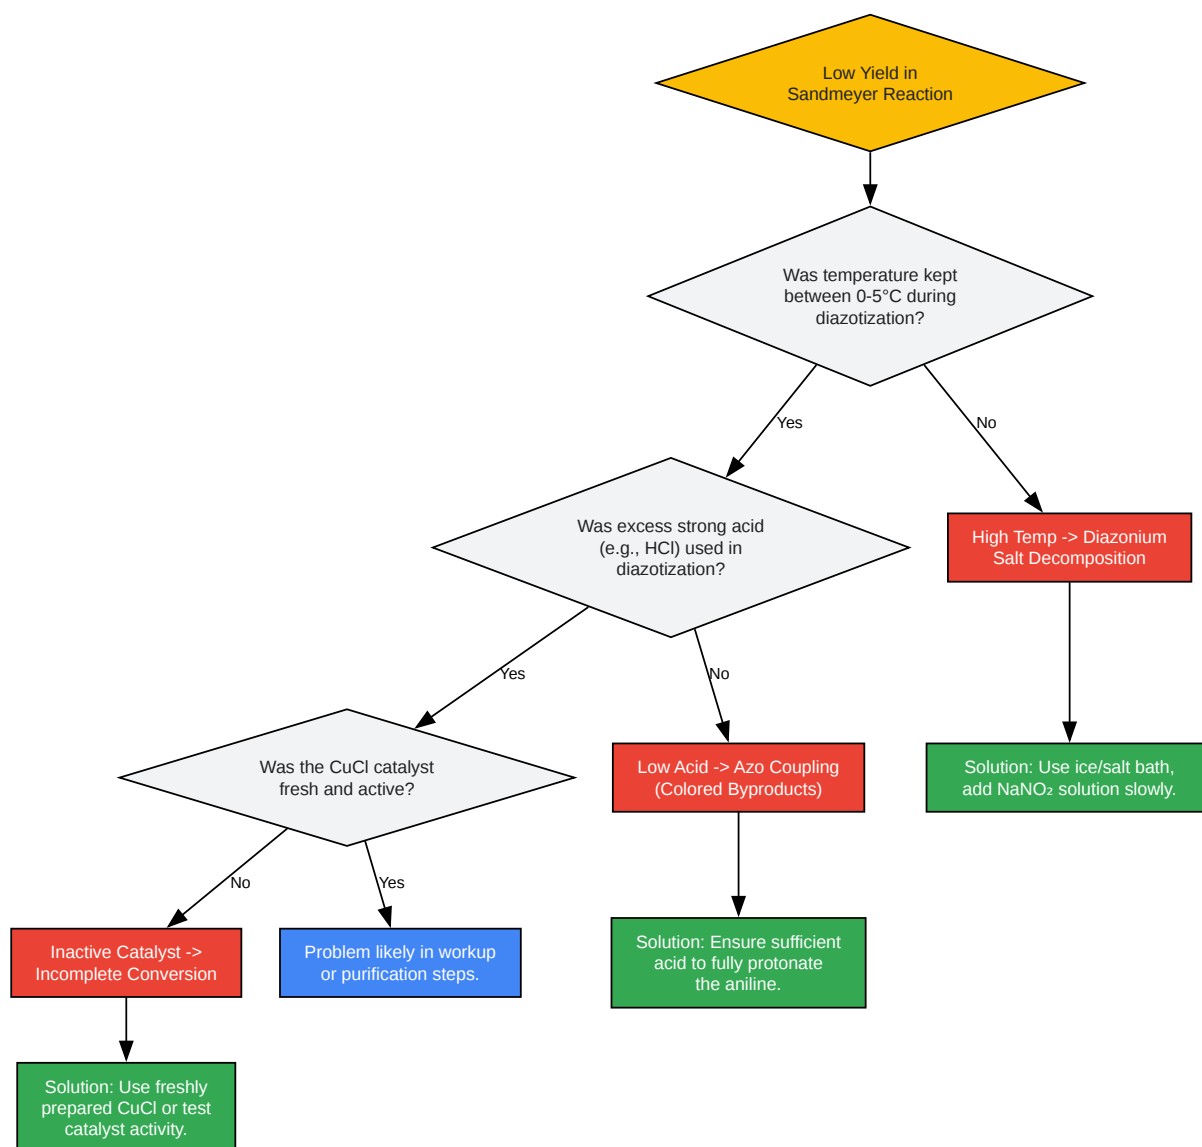 Low Yield in
Sandmeyer Reaction
Was temperature kept
between 0-5°C during
diazotization?
Yes
No
Was excess strong acid
(e.g., HCl) used in
diazotization?
High Temp -> Diazonium
Salt Decomposition
Yes
No
Was the CuCl catalyst
fresh and active?
Low Acid -> Azo Coupling
(Colored Byproducts)
Solution: Use ice/salt bath,
add NaNO₂ solution slowly.
No
Yes
Inactive Catalyst ->
Incomplete Conversion
Problem likely in workup
or purification steps.
Solution: Ensure sufficient
acid to fully protonate
the aniline.
Solution: Use freshly
prepared CuCl or test
catalyst activity.